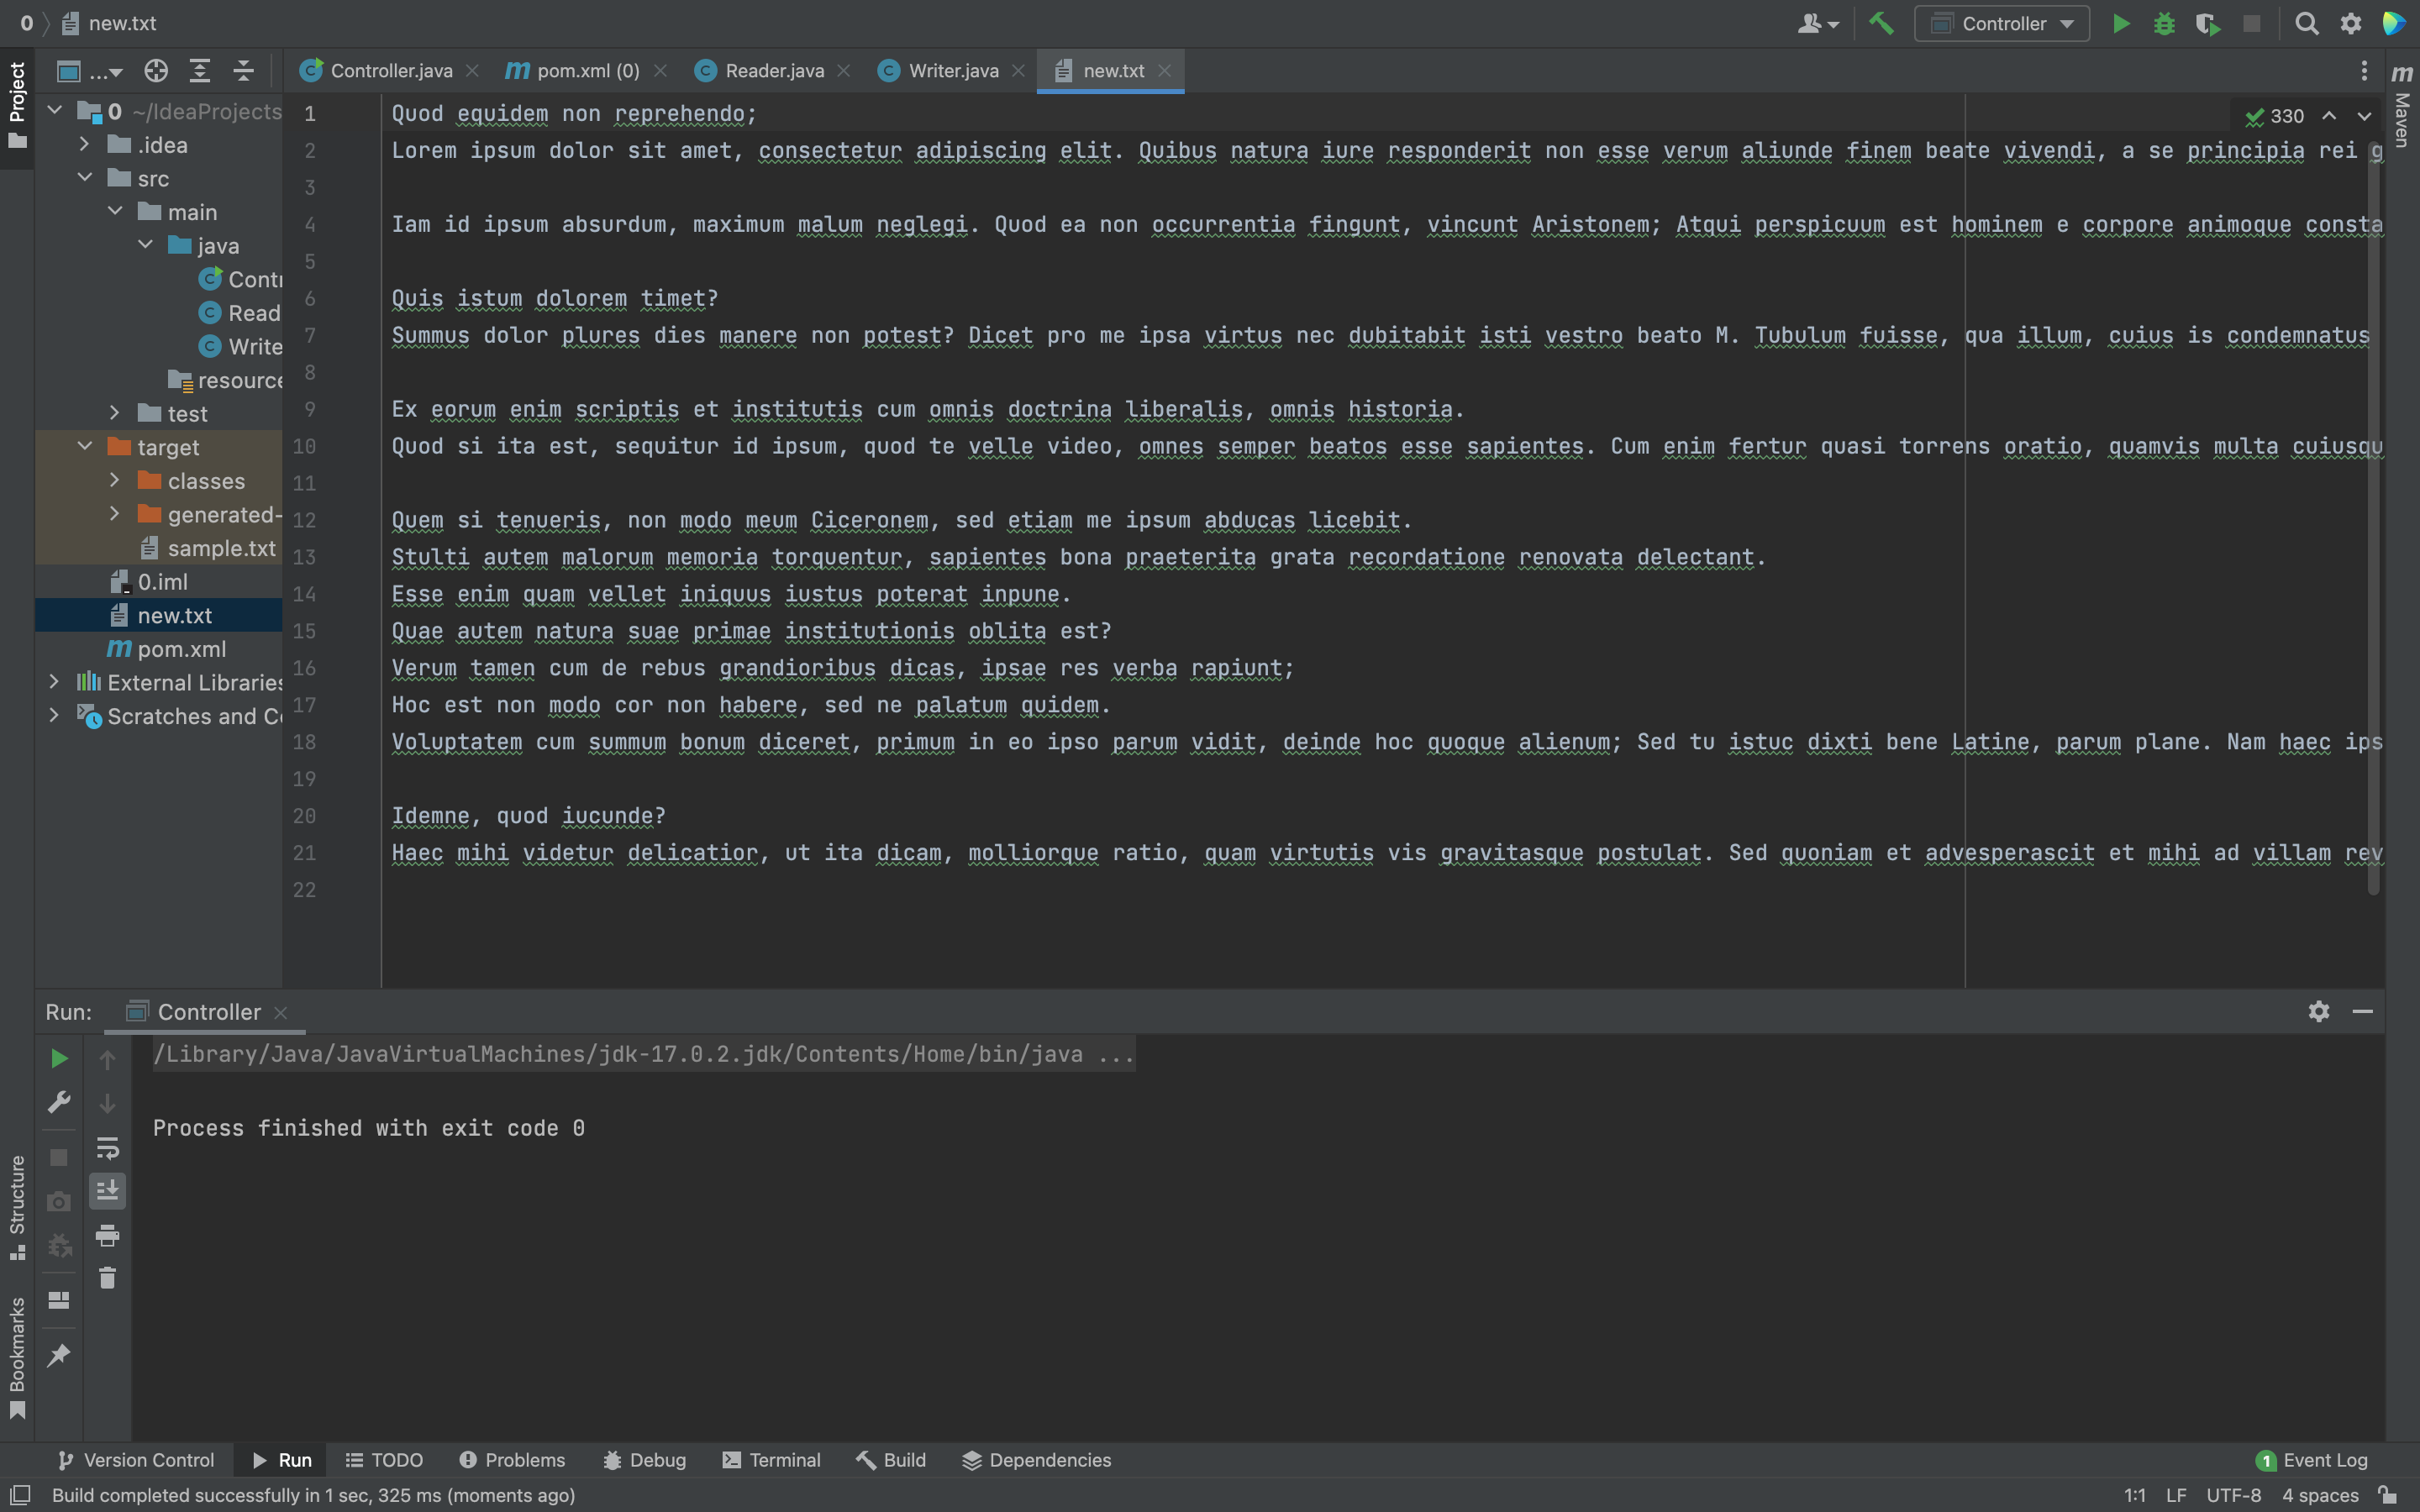 0 new.txt
Controller
Project
...
Controller.java
pom.xml (0)
Reader.java
Writer.java
new.txt
Maven
0 ~/IdeaProjects
.idea
src
main
java
Contr
Read
Write
resource
test
target
classes
generated-
sample.txt
0.iml
new.txt
pom.xml
External Libraries
Scratches and Co
330
1 Quod equidem non reprehendo;
2 Lorem ipsum dolor sit amet, consectetur adipiscing elit. Quibus natura iure responderit non esse verum aliunde finem beate vivendi, a se principia rei g
3
4 Iam id ipsum absurdum, maximum malum neglegi. Quod ea non occurrentia fingunt, vincunt Aristonem; Atqui perspicuum est hominem e corpore animoque consta
5
6 Quis istum dolorem timet?
7 Summus dolor plures dies manere non potest? Dicet pro me ipsa virtus nec dubitabit isti vestro beato M. Tubulum fuisse, qua illum, cuius is condemnatus
8
9 Ex eorum enim scriptis et institutis cum omnis doctrina liberalis, omnis historia.
10 Quod si ita est, sequitur id ipsum, quod te velle video, omnes semper beatos esse sapientes. Cum enim fertur quasi torrens oratio, quamvis multa cuiusqu
11
12 Quem si tenueris, non modo meum Ciceronem, sed etiam me ipsum abducas licebit.
13 Stulti autem malorum memoria torquentur, sapientes bona praeterita grata recordatione renovata delectant.
14 Esse enim quam vellet iniquus iustus poterat inpune.
15 Quae autem natura suae primae institutionis oblita est?
16 Verum tamen cum de rebus grandioribus dicas, ipsae res verba rapiunt;
17 Hoc est non modo cor non habere, sed ne palatum quidem.
18 Voluptatem cum summum bonum diceret, primum in eo ipso parum vidit, deinde hoc quoque alienum; Sed tu istuc dixti bene Latine, parum plane. Nam haec ips
19
20 Idemne, quod iucunde?
21 Haec mihi videtur delicatior, ut ita dicam, molliorque ratio, quam virtutis vis gravitasque postulat. Sed quoniam et advesperascit et mihi ad villam rev
22
Run: Controller
/Library/Java/JavaVirtualMachines/jdk-17.0.2.jdk/Contents/Home/bin/java ...
Process finished with exit code 0
Structure
Bookmarks
Version Control Run TODO Problems Debug Terminal Build Dependencies 1 Event Log
Build completed successfully in 1 sec, 325 ms (moments ago) 1:1 LF UTF-8 4 spaces